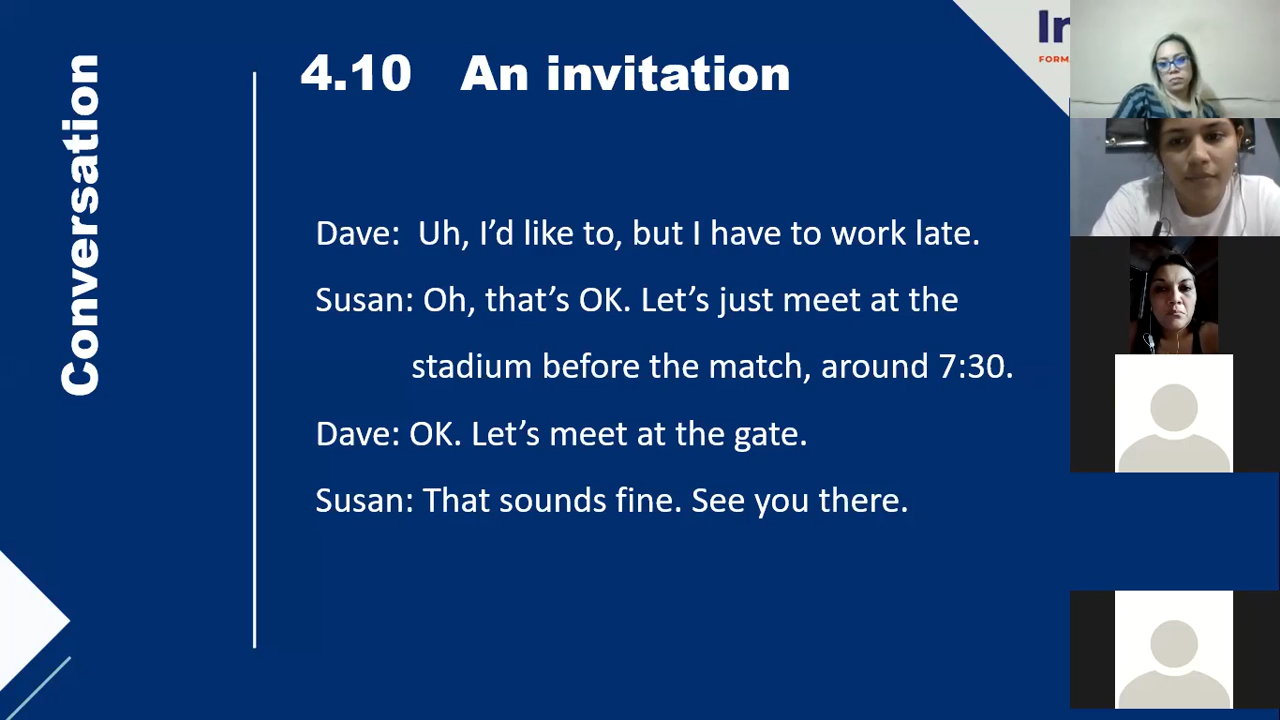 Conversation
4.10 An invitation
In
FORM
Dave: Uh, I’d like to, but I have to work late.
Susan: Oh, that’s OK. Let’s just meet at the
stadium before the match, around 7:30.
Dave: OK. Let’s meet at the gate.
Susan: That sounds fine. See you there.